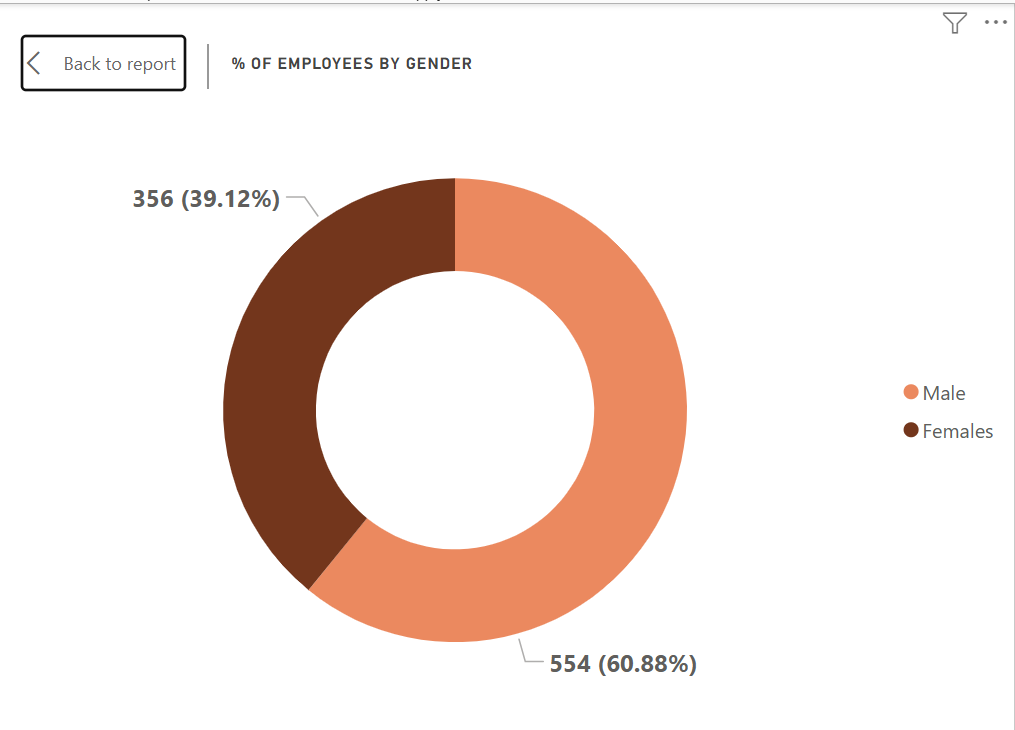 Back to report
% OF EMPLOYEES BY GENDER
356 (39.12%)
Male
Females
554 (60.88%)